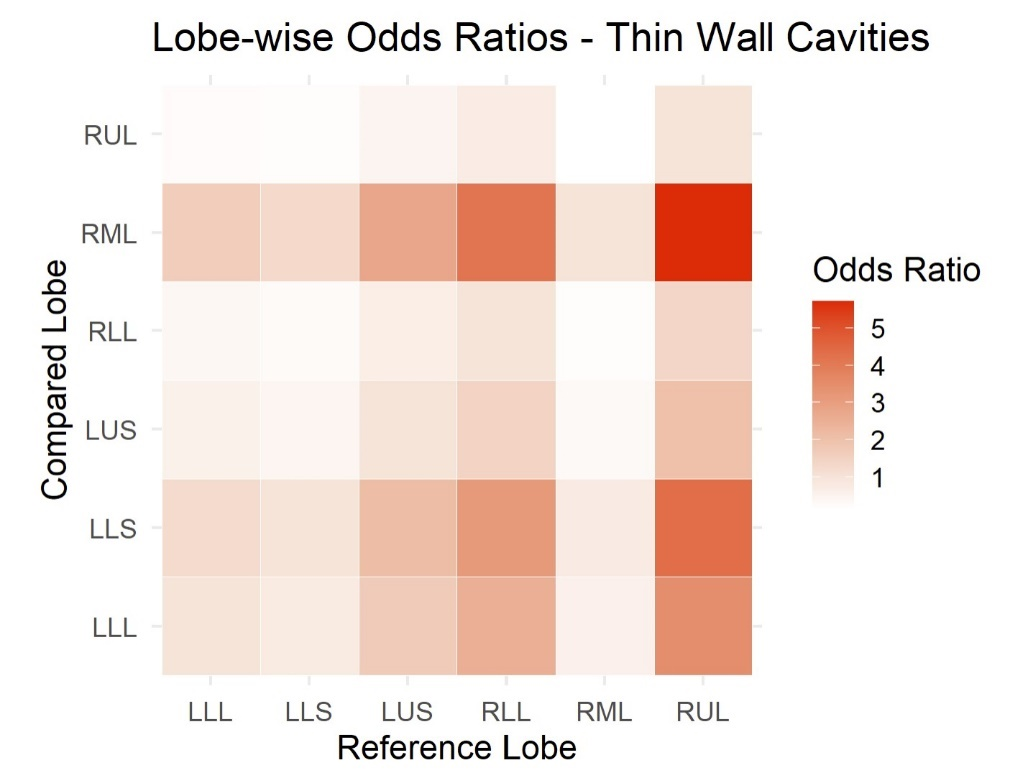 Lobe-wise Odds Ratios - Thin Wall Cavities
RUL
RML
RLL
LUS
LLS
LLL
Compared Lobe
LLL LLS LUS RLL RML RUL
Reference Lobe
Odds Ratio
5
4
3
2
1